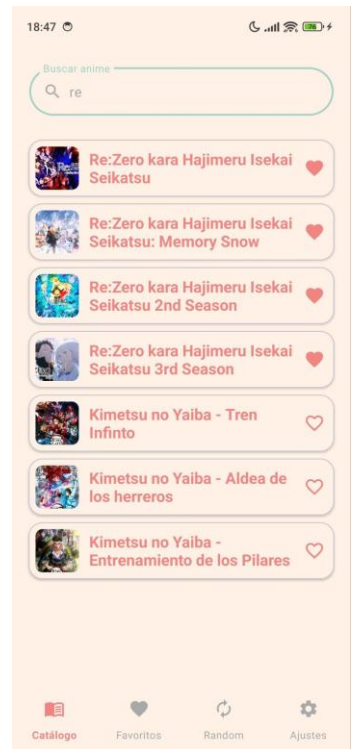 18:47
76
Buscar anime
re
Re:Zero kara Hajimeru Isekai
Seikatsu
Re:Zero kara Hajimeru Isekai
Seikatsu: Memory Snow
Re:Zero kara Hajimeru Isekai
Seikatsu 2nd Season
Re:Zero kara Hajimeru Isekai
Seikatsu 3rd Season
Kimetsu no Yaiba - Tren
Infinto
Kimetsu no Yaiba - Aldea de
los herreros
Kimetsu no Yaiba -
Entrenamiento de los Pilares
Catálogo Favoritos Random Ajustes